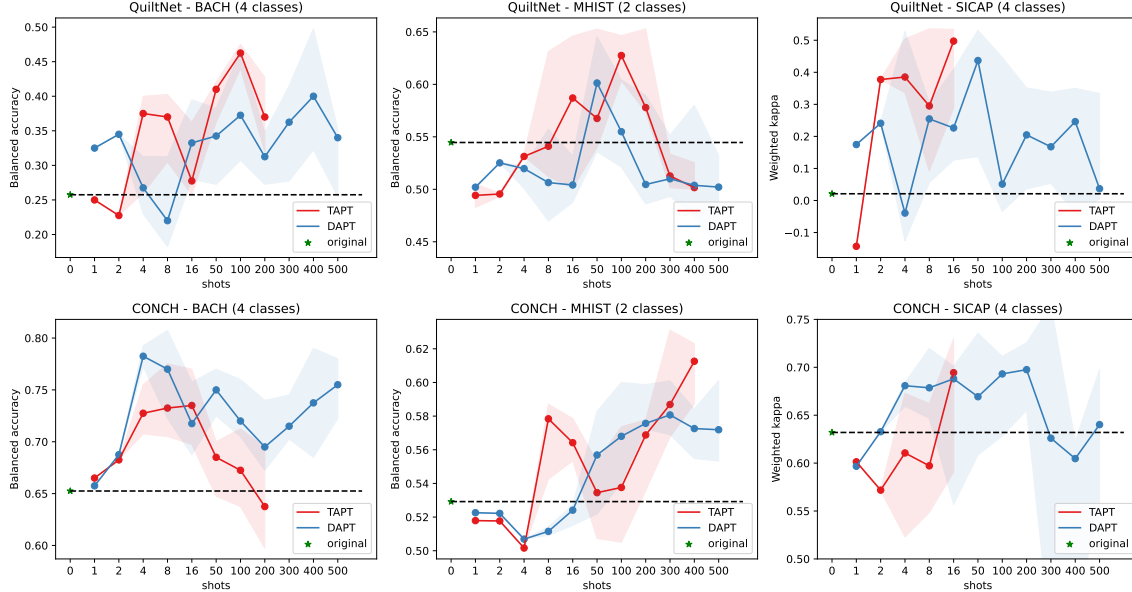 QuiltNet - BACH (4 classes)
Balanced accuracy
0.50
0.45
0.40
0.35
0.30
0.25
0.20
0 1 2 4 8 16 50 100 200 300 400 500
shots
TAPT
DAPT
original
QuiltNet - MHIST (2 classes)
Balanced accuracy
0.65
0.60
0.55
0.50
0.45
0 1 2 4 8 16 50 100 200 300 400 500
shots
TAPT
DAPT
original
QuiltNet - SICAP (4 classes)
Weighted kappa
0.5
0.4
0.3
0.2
0.1
0.0
−0.1
0 1 2 4 8 16 50 100 200 300 400 500
shots
TAPT
DAPT
original
CONCH - BACH (4 classes)
Balanced accuracy
0.80
0.75
0.70
0.65
0.60
0 1 2 4 8 16 50 100 200 300 400 500
shots
TAPT
DAPT
original
CONCH - MHIST (2 classes)
Balanced accuracy
0.62
0.60
0.58
0.56
0.54
0.52
0.50
0 1 2 4 8 16 50 100 200 300 400 500
shots
TAPT
DAPT
original
CONCH - SICAP (4 classes)
Weighted kappa
0.75
0.70
0.65
0.60
0.55
0.50
0 1 2 4 8 16 50 100 200 300 400 500
shots
TAPT
DAPT
original